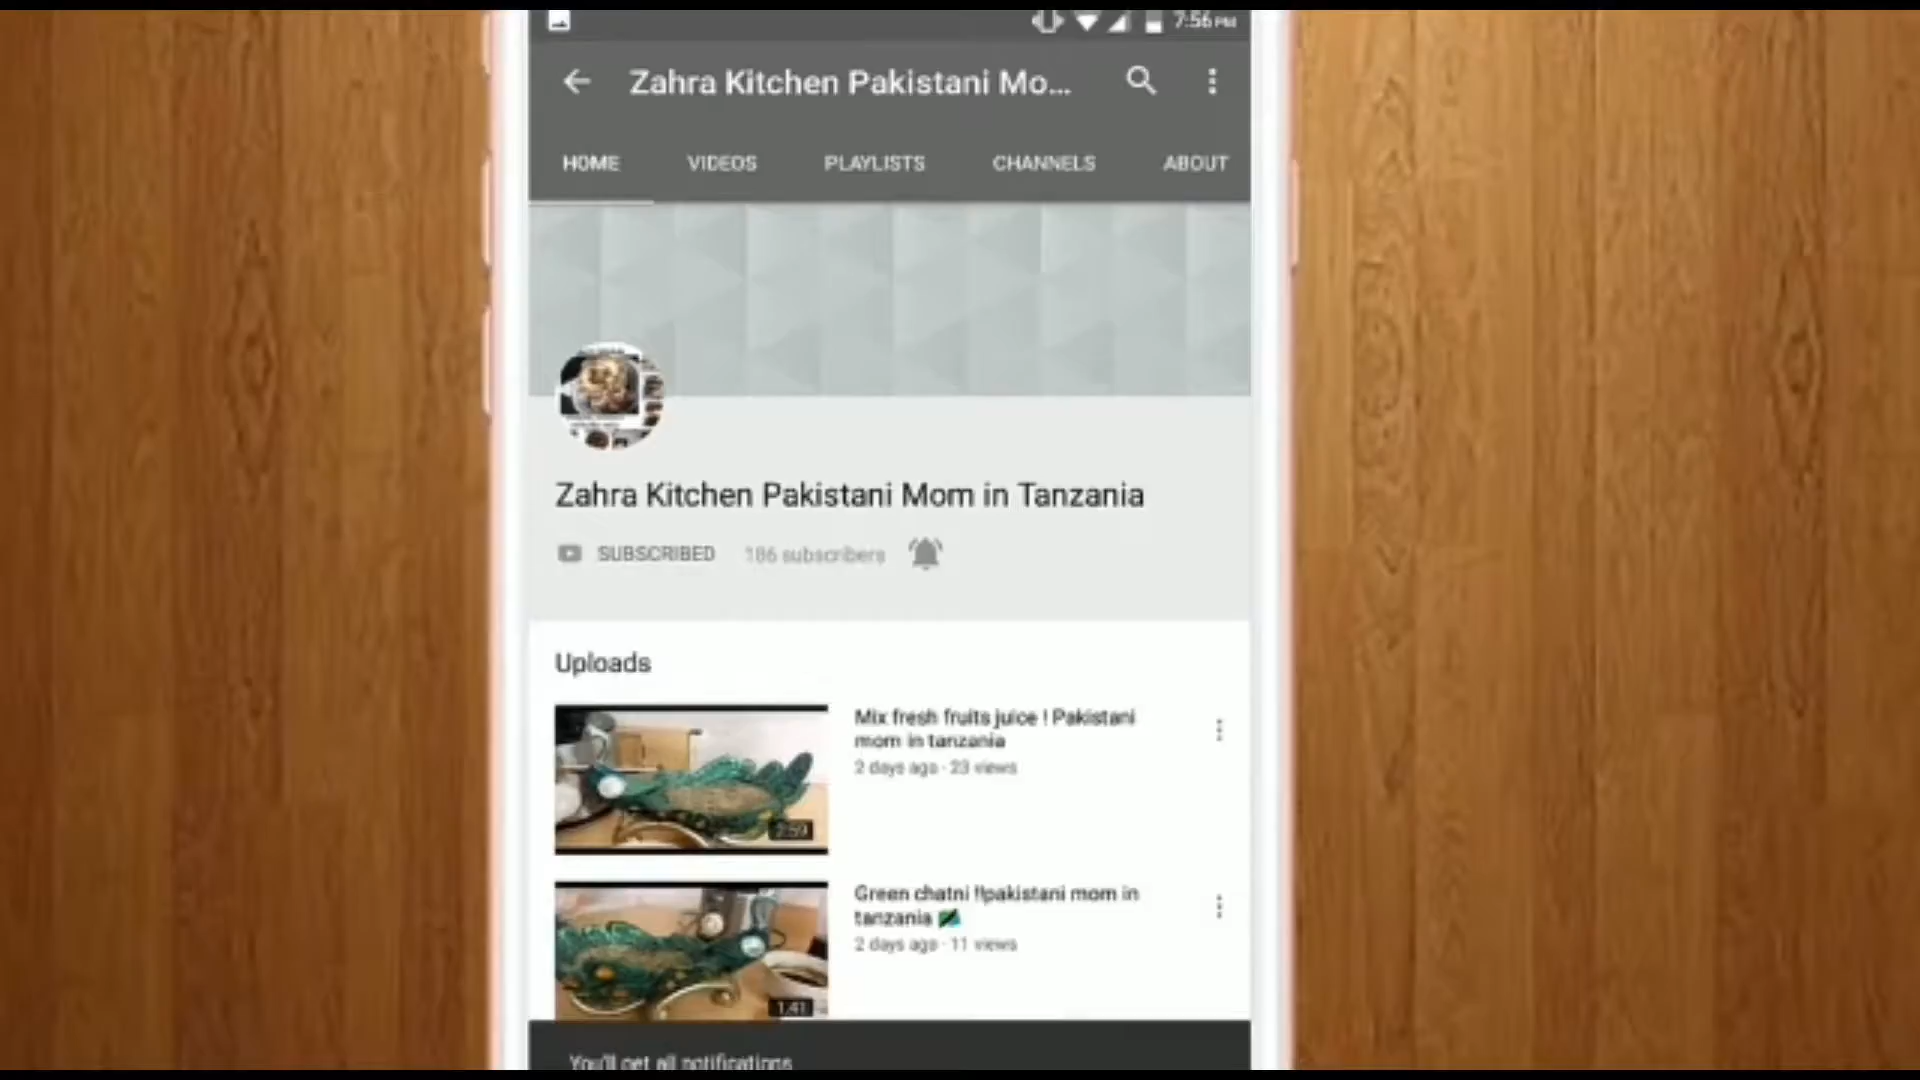 7:56 PM
Zahra Kitchen Pakistani Mo...
HOME VIDEOS PLAYLISTS CHANNELS ABOUT
Zahra Kitchen Pakistani Mom in Tanzania
SUBSCRIBED 186 subscribers
Uploads
Mix fresh fruits juice ! Pakistani
mom in tanzania
2 days ago · 23 views
2:59
Green chatni !!pakistani mom in
tanzania
2 days ago · 11 views
1:41
You'll get all notifications